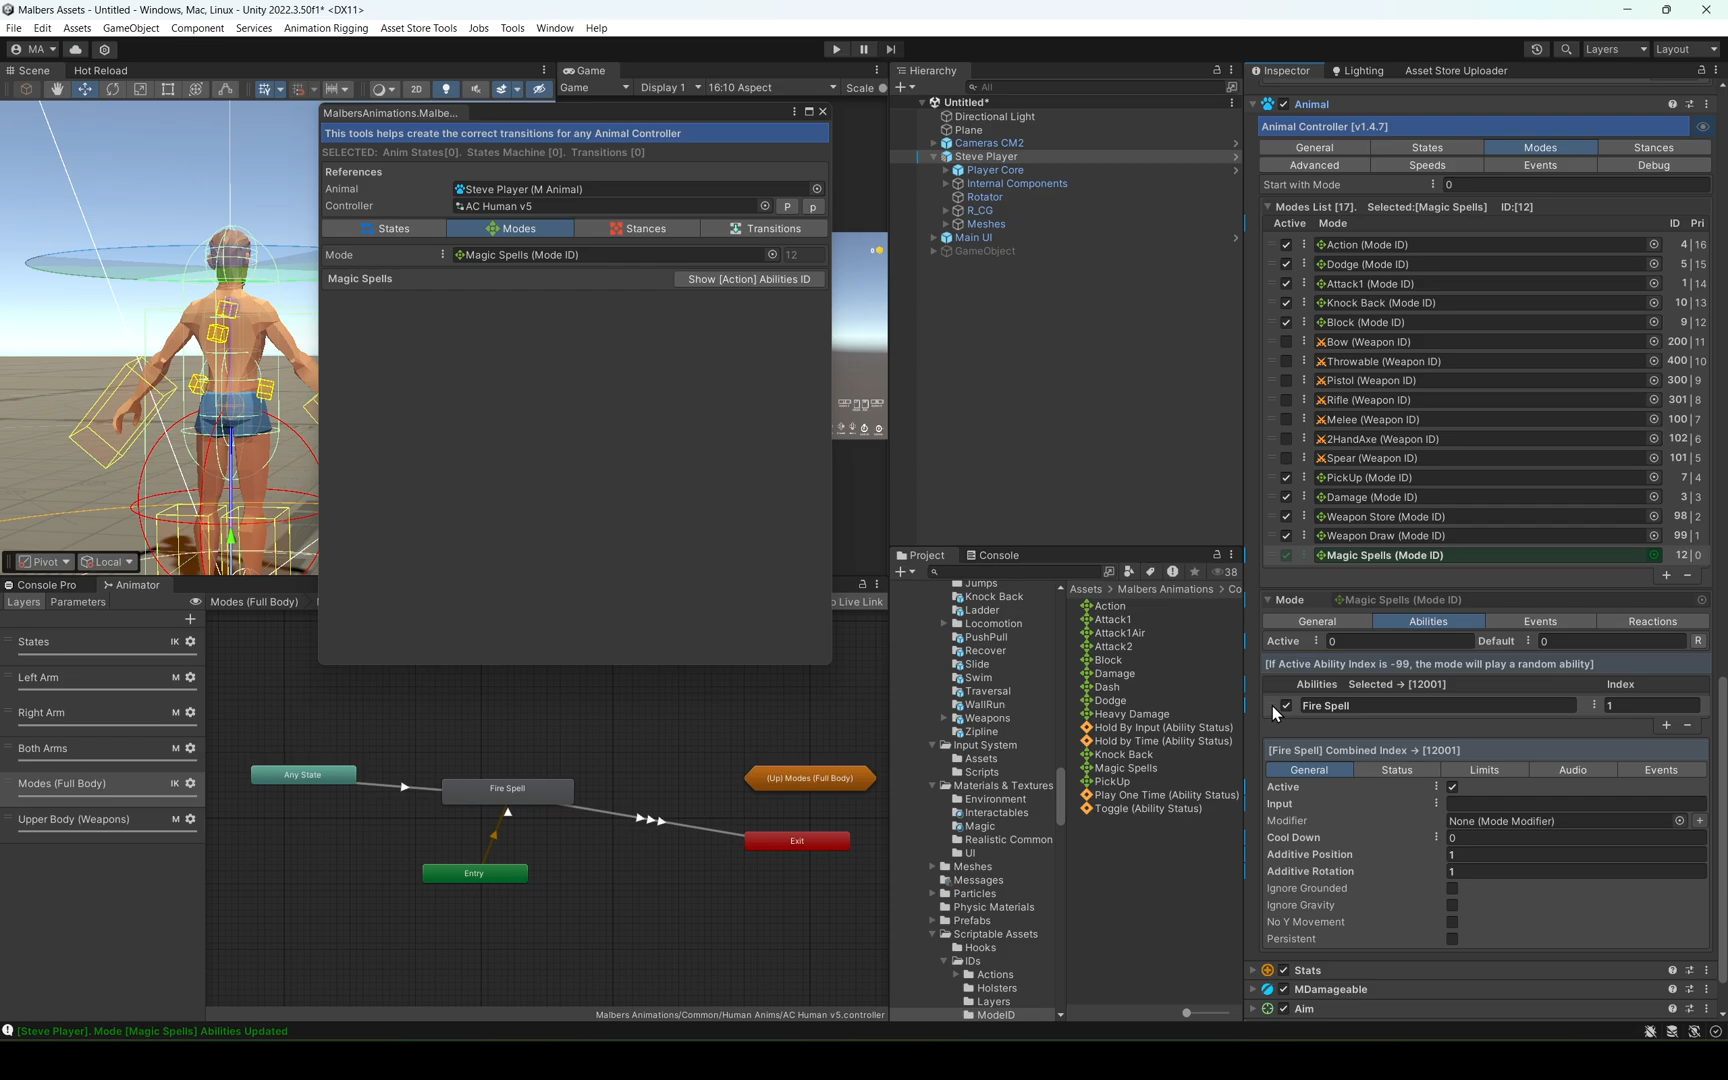 Malbers Assets - Untitled - Windows, Mac, Linux - Unity 2022.3.50f1* <DX11>
File Edit Assets GameObject Component Services Animation Rigging Asset Store Tools Jobs Tools Window Help
MA Layers Layout
Scene Hot Reload
2D
Game
Game Display 1 16:10 Aspect Scale
MalbersAnimations.Malbe...
This tools helps create the correct transitions for any Animal Controller
SELECTED: Anim States[0]. States Machine [0]. Transitions [0]
References
Animal Steve Player (M Animal)
Controller AC Human v5 P p
States Modes Stances Transitions
Mode Magic Spells (Mode ID) 12
Magic Spells Show [Action] Abilities ID
0
Pivot Local
Hierarchy
All
Untitled*
Directional Light
Plane
Cameras CM2
Steve Player
Player Core
Internal Components
Rotator
R_CG
Meshes
Main UI
GameObject
Console Pro Animator
Layers Parameters Modes (Full Body) o Live Link
States IK
Left Arm M
Right Arm M
Both Arms M
Modes (Full Body) IK
Upper Body (Weapons) M
Any State
Fire Spell
(Up) Modes (Full Body)
Exit
Entry
Malbers Animations/Common/Human Anims/AC Human v5.controller
Project Console
38
Jumps
Knock Back
Ladder
Locomotion
PushPull
Recover
Slide
Swim
Traversal
WallRun
Weapons
Zipline
Input System
Assets
Scripts
Materials & Textures
Environment
Interactables
Magic
Realistic Common
UI
Meshes
Messages
Particles
Physic Materials
Prefabs
Scriptable Assets
Hooks
IDs
Actions
Holsters
Layers
ModeID
Assets > Malbers Animations > Co
Action
Attack1
Attack1Air
Attack2
Block
Damage
Dash
Dodge
Heavy Damage
Hold By Input (Ability Status)
Hold by Time (Ability Status)
Knock Back
Magic Spells
PickUp
Play One Time (Ability Status)
Toggle (Ability Status)
Inspector Lighting Asset Store Uploader
Animal
Animal Controller [v1.4.7]
General States Modes Stances
Advanced Speeds Events Debug
Start with Mode 0
Modes List [17]. Selected:[Magic Spells] ID:[12]
Active Mode ID Pri
Action (Mode ID) 4|16
Dodge (Mode ID) 5|15
Attack1 (Mode ID) 1|14
Knock Back (Mode ID) 10|13
Block (Mode ID) 9|12
Bow (Weapon ID) 200|11
Throwable (Weapon ID) 400|10
Pistol (Weapon ID) 300|9
Rifle (Weapon ID) 301|8
Melee (Weapon ID) 100|7
2HandAxe (Weapon ID) 102|6
Spear (Weapon ID) 101|5
PickUp (Mode ID) 7|4
Damage (Mode ID) 3|3
Weapon Store (Mode ID) 98|2
Weapon Draw (Mode ID) 99|1
Magic Spells (Mode ID) 12|0
Mode Magic Spells (Mode ID)
General Abilities Events Reactions
Active 0 Default 0 R
[If Active Ability Index is -99, the mode will play a random ability]
Abilities Selected -> [12001] Index
Fire Spell 1
[Fire Spell] Combined Index -> [12001]
General Status Limits Audio Events
Active
Input
Modifier None (Mode Modifier)
Cool Down 0
Additive Position 1
Additive Rotation 1
Ignore Grounded
Ignore Gravity
No Y Movement
Persistent
Stats
MDamageable
Aim
[Steve Player]. Mode [Magic Spells] Abilities Updated